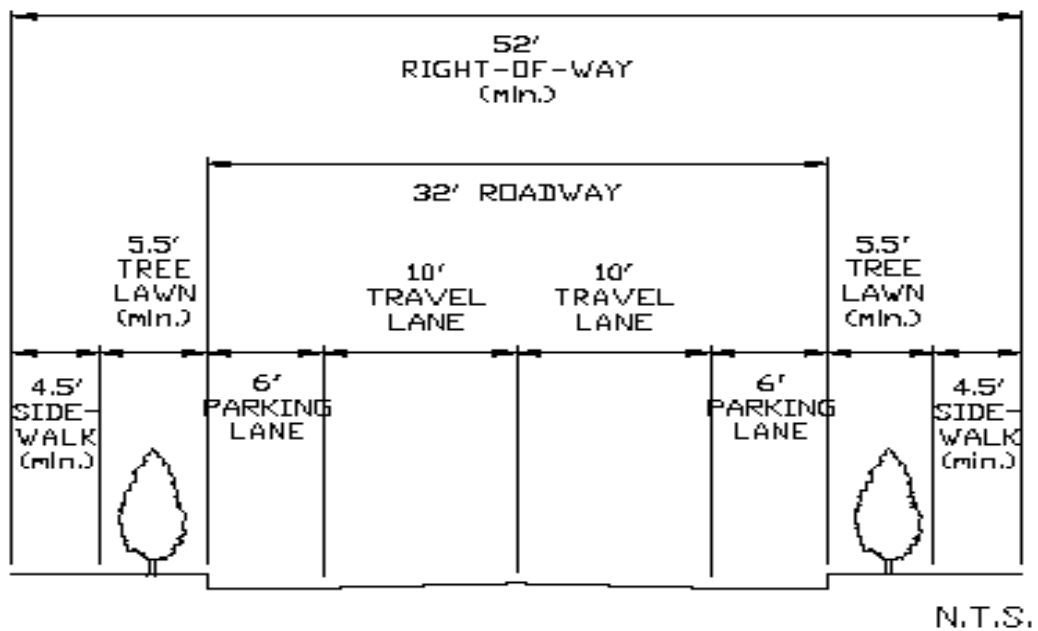 52'
RIGHT-OF-WAY
(min.)
32' ROADWAY
5.5'
TREE
LAWN
(min.)
10'
TRAVEL
LANE
10'
TRAVEL
LANE
5.5'
TREE
LAWN
(min.)
4.5'
SIDE-
WALK
(min.)
6'
PARKING
LANE
6'
PARKING
LANE
4.5'
SIDE-
WALK
(min.)
N.T.S.